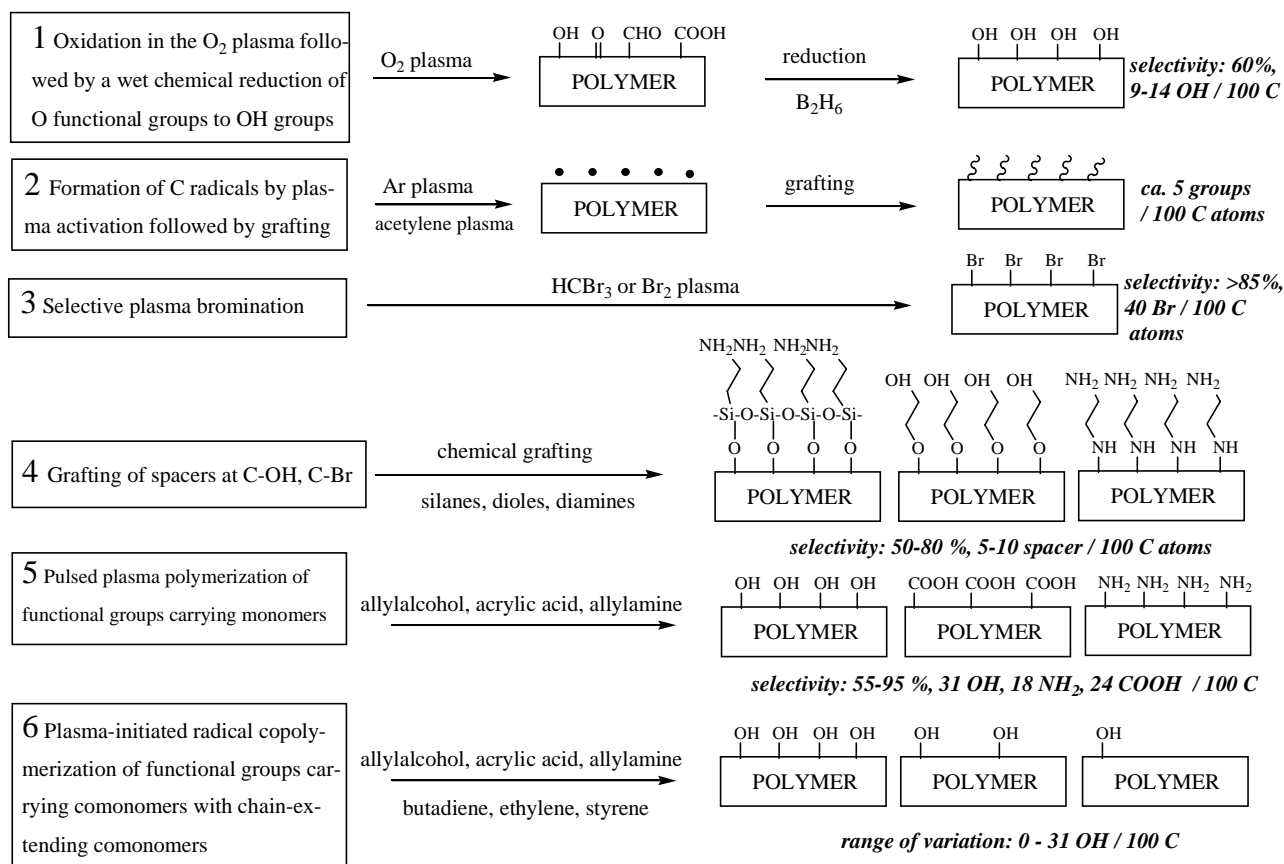 1 Oxidation in the O₂ plasma follo-
wed by a wet chemical reduction of
O functional groups to OH groups
O₂ plasma
OH O CHO COOH
POLYMER
reduction
B₂H₆
OH OH OH OH
POLYMER
selectivity: 60%,
9-14 OH / 100 C
2 Formation of C radicals by plas-
ma activation followed by grafting
Ar plasma
acetylene plasma
POLYMER
grafting
POLYMER
ca. 5 groups
/ 100 C atoms
3 Selective plasma bromination
HCBr₃ or Br₂ plasma
Br Br Br Br
POLYMER
selectivity: >85%,
40 Br / 100 C
atoms
4 Grafting of spacers at C-OH, C-Br
chemical grafting
silanes, dioles, diamines
NH₂NH₂ NH₂NH₂
-Si-O-Si-O-Si-O-Si-
O O O O
POLYMER
OH OH OH OH
O O O O
POLYMER
NH₂ NH₂ NH₂ NH₂
NH NH NH NH
POLYMER
selectivity: 50-80 %, 5-10 spacer / 100 C atoms
5 Pulsed plasma polymerization of
functional groups carrying monomers
allylalcohol, acrylic acid, allylamine
OH OH OH OH
POLYMER
COOH COOH COOH
POLYMER
NH₂ NH₂ NH₂ NH₂
POLYMER
selectivity: 55-95 %, 31 OH, 18 NH₂, 24 COOH / 100 C
6 Plasma-initiated radical copoly-
merization of functional groups car-
rying comonomers with chain-ex-
tending comonomers
allylalcohol, acrylic acid, allylamine
butadiene, ethylene, styrene
OH OH OH OH
POLYMER
OH OH
POLYMER
OH
POLYMER
range of variation: 0 - 31 OH / 100 C